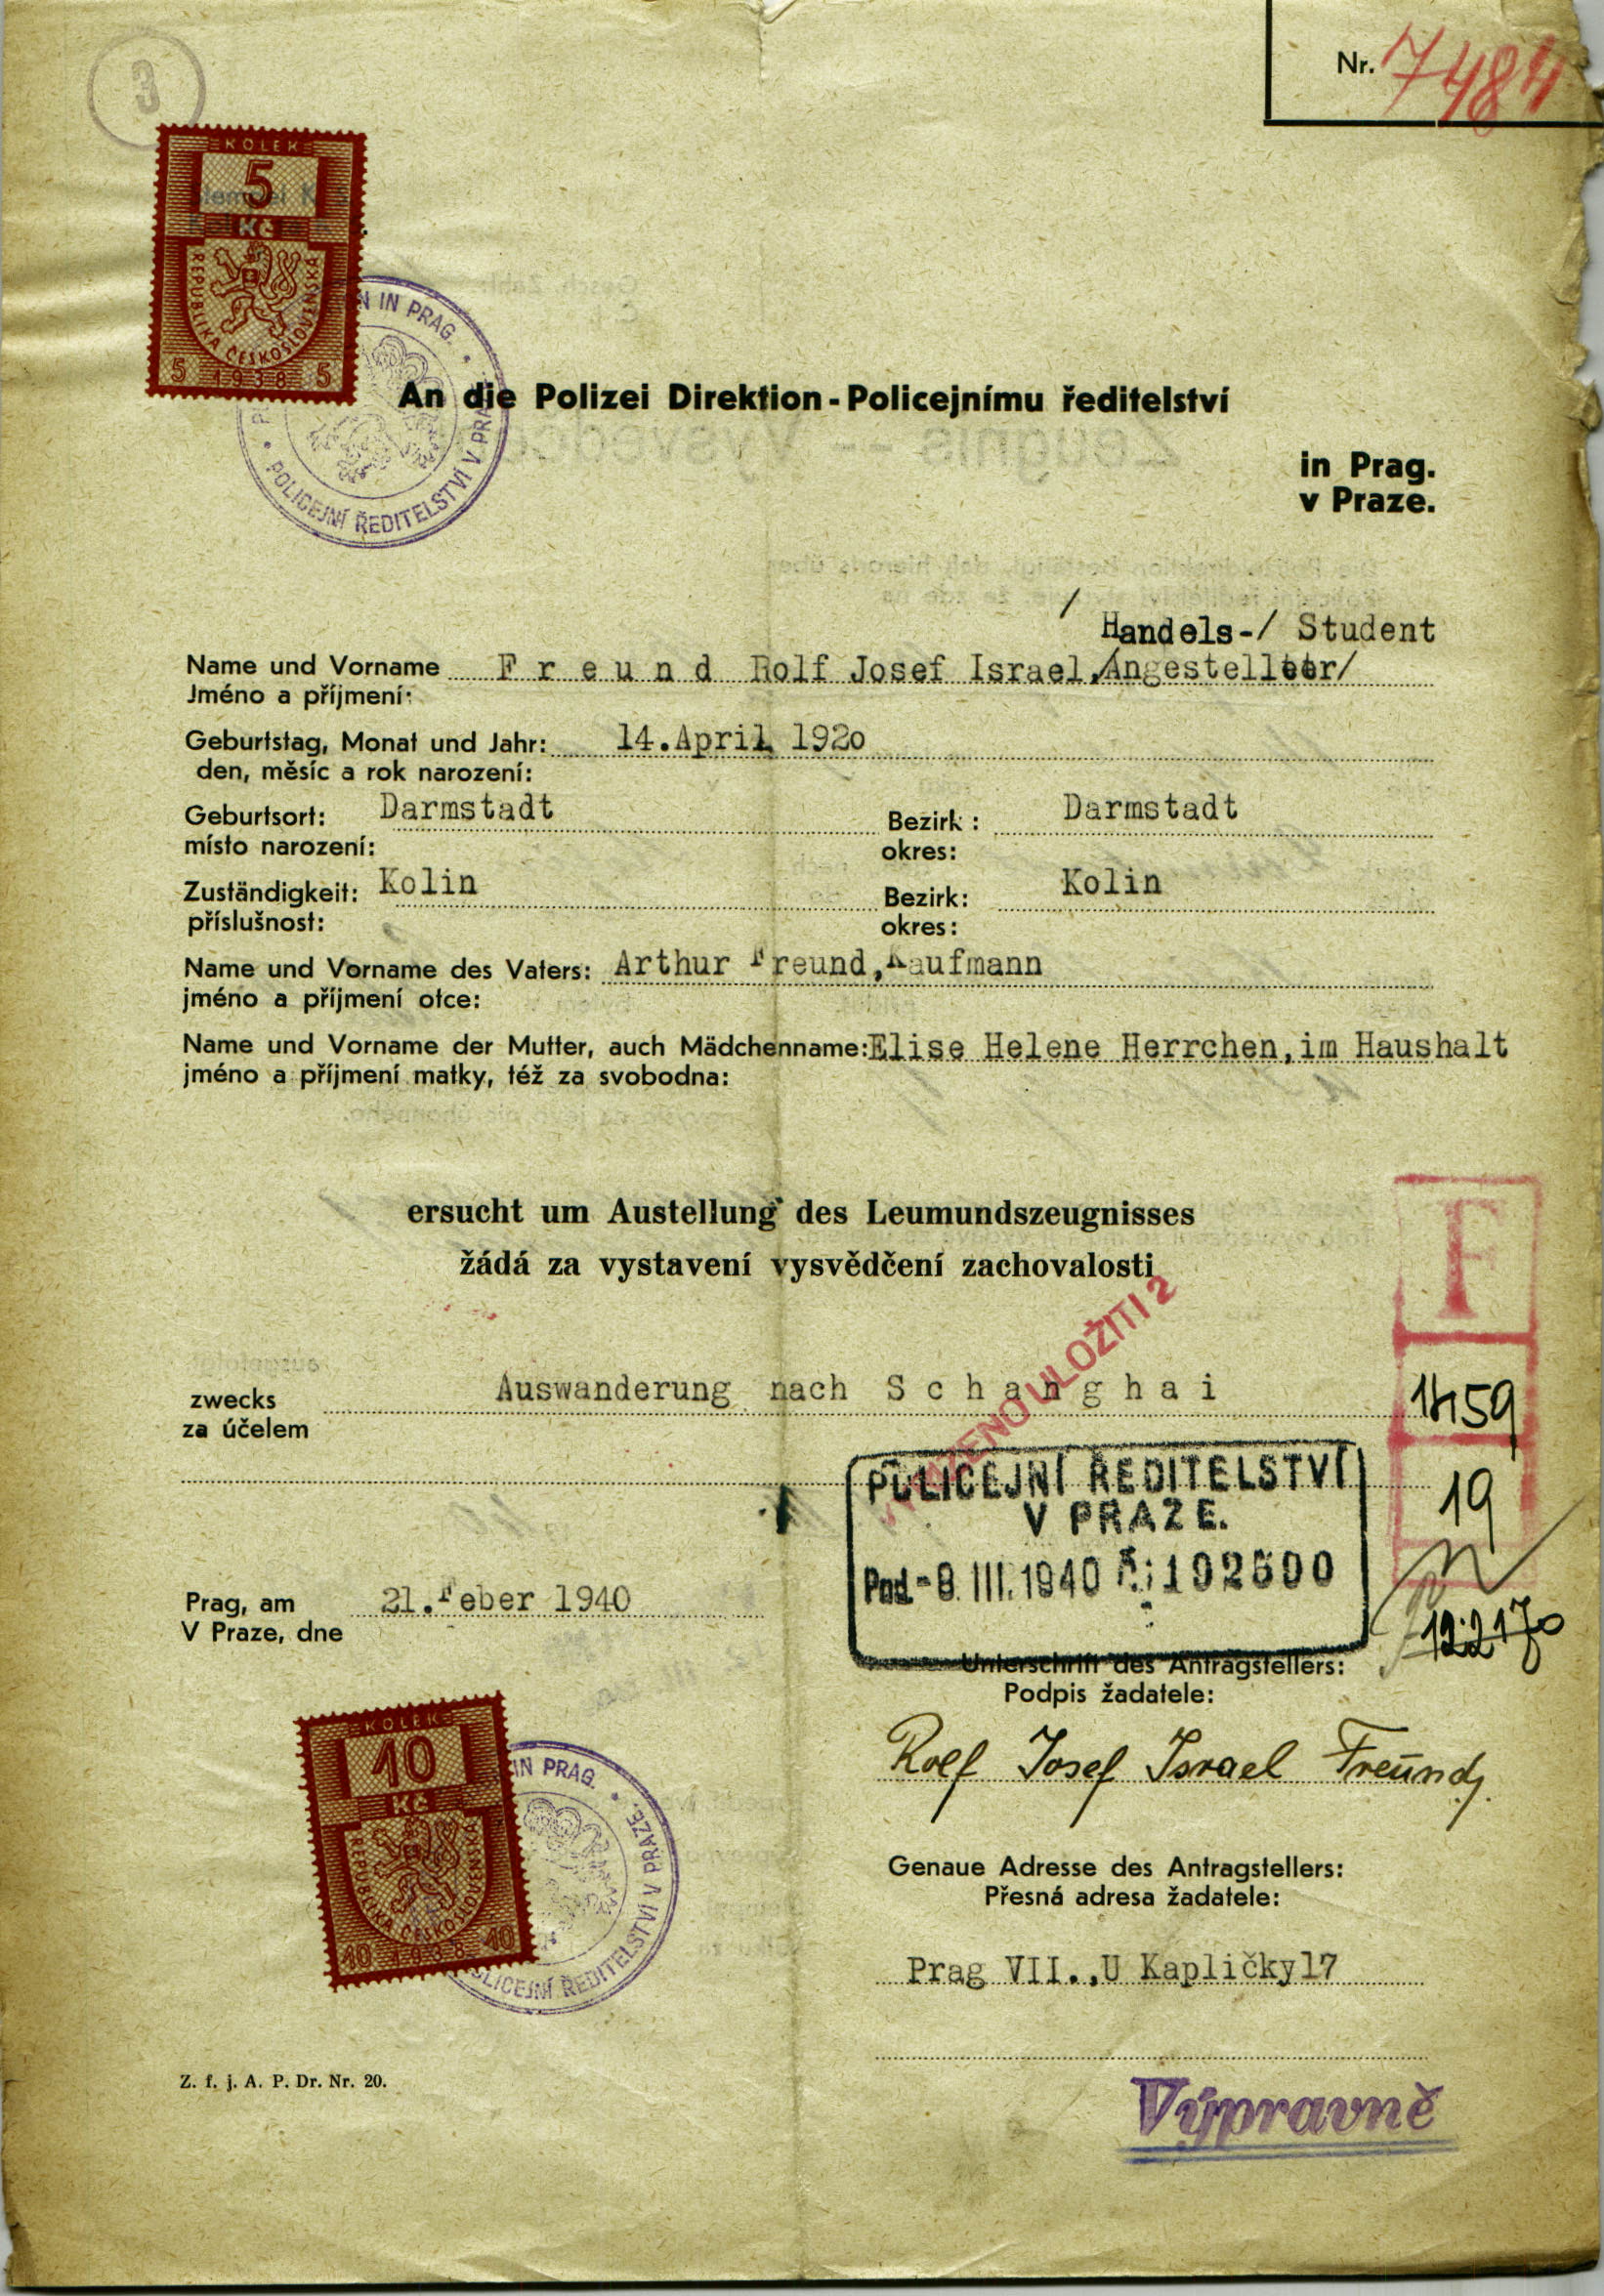 3
Nr. 7484
KOLEK
5
Kč
REPUBLIKA ČESKOSLOVENSKÁ
5 1938 5
IN PRAG.
POLICEJNÍ ŘEDITELSTVÍ V PRA
An die Polizei Direktion - Policejnímu ředitelství
in Prag.
v Praze.
/ Handels-/ Student
Name und Vorname F r e u n d Rolf Josef Israel,/Angestellter/
Jméno a příjmení:
Geburtstag, Monat und Jahr: 14.April 1920
den, měsíc a rok narození:
Geburtsort: Darmstadt Bezirk: Darmstadt
místo narození: okres:
Zuständigkeit: Kolin Bezirk: Kolin
příslušnost: okres:
Name und Vorname des Vaters: Arthur Freund,Kaufmann
jméno a příjmení otce:
Name und Vorname der Mutter, auch Mädchenname: Elise Helene Herrchen,im Haushalt
jméno a příjmení matky, též za svobodna:
ersucht um Austellung des Leumundszeugnisses
žádá za vystavení vysvědčení zachovalosti
ULOŽITI 2
F
zwecks Auswanderung nach S c h a n g h a i
za účelem
1459
19
POLICEJNÍ ŘEDITELSTVÍ
V PRAZE.
Pod. -8. III. 1940 Č: 192500
Prag, am 21.Feber 1940
V Praze, dne
Unterschrift des Antragstellers:
Podpis žadatele:
Rolf Josef Israel Freund
KOLEK
10
Kč
REPUBLIKA ČESKOSLOVENSKÁ
10 1938 10
IN PRAG.
POLICEJNÍ ŘEDITELSTVÍ V PRAZE.
Genaue Adresse des Antragstellers:
Přesná adresa žadatele:
Prag VII.,U Kapličky17
Z. f. j. A. P. Dr. Nr. 20.
Výpravně